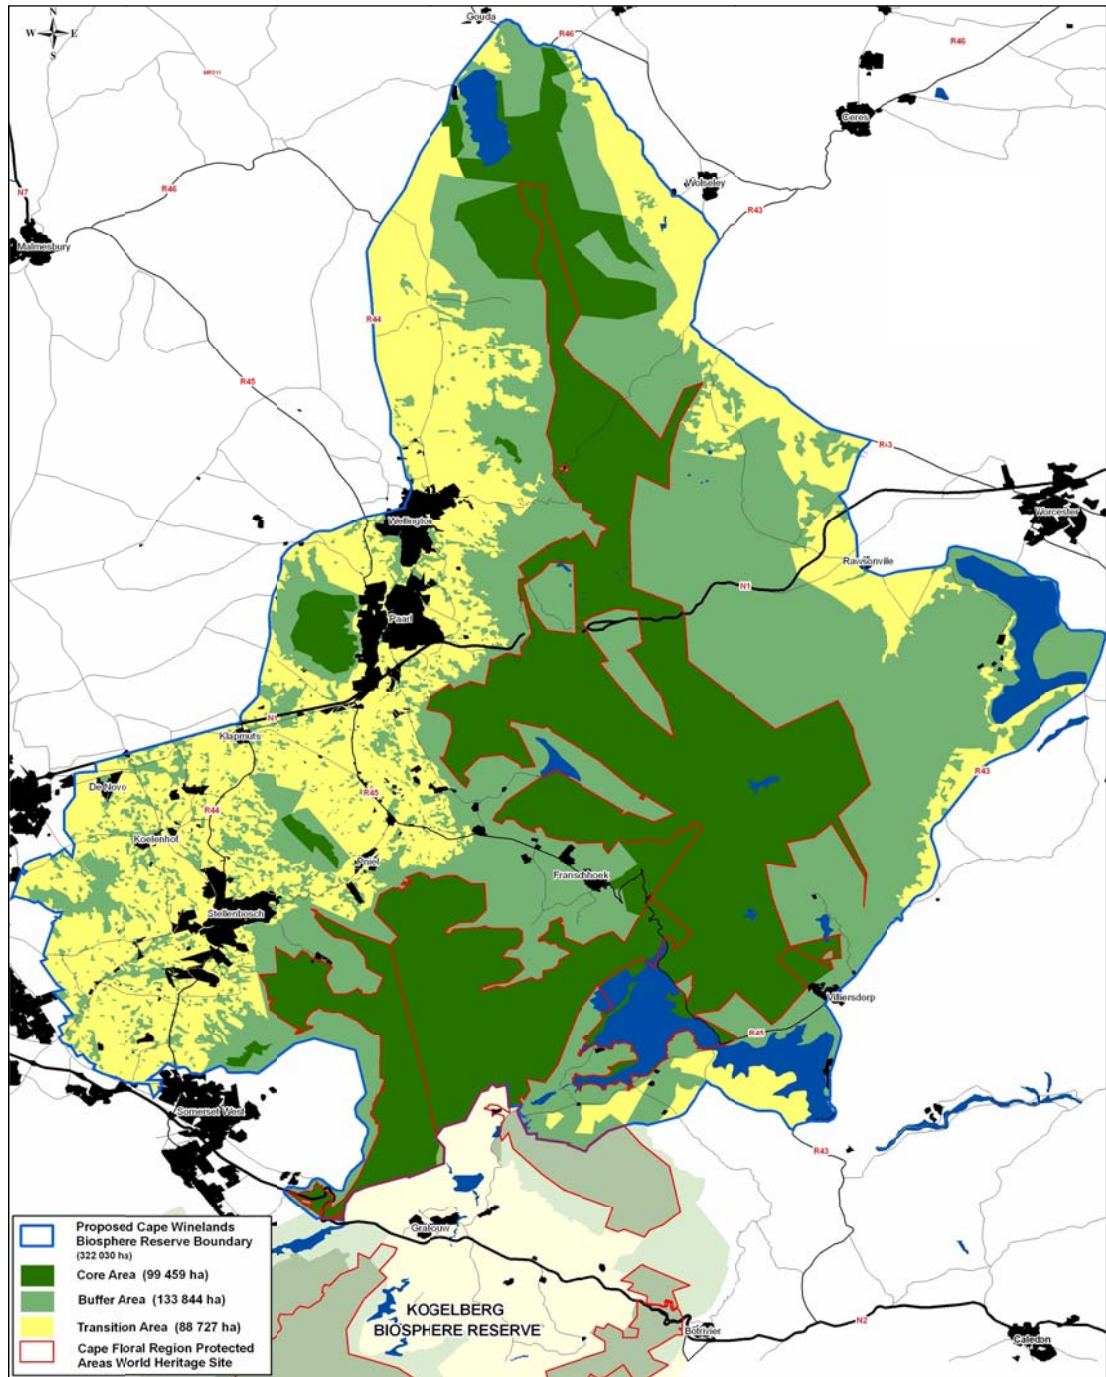 N
W E
S
Gouda
R46
R46
MR311
Ceres
Wolseley
R46
N7
R43
Malmesbury
R44
R45
R43
Wellington
Worcester
Rawsonville
N1
Paarl
N1
Klapmuts
De Novo
R45
R43
R44
Koelenhof
Pniel
Franschhoek
Stellenbosch
Villiersdorp
R45
Somerset West
R43
Grabouw
KOGELBERG
BIOSPHERE RESERVE
Botrivier
N2
Caledon
Proposed Cape Winelands
Biosphere Reserve Boundary
(322 030 ha)
Core Area (99 459 ha)
Buffer Area (133 844 ha)
Transition Area (88 727 ha)
Cape Floral Region Protected
Areas World Heritage Site